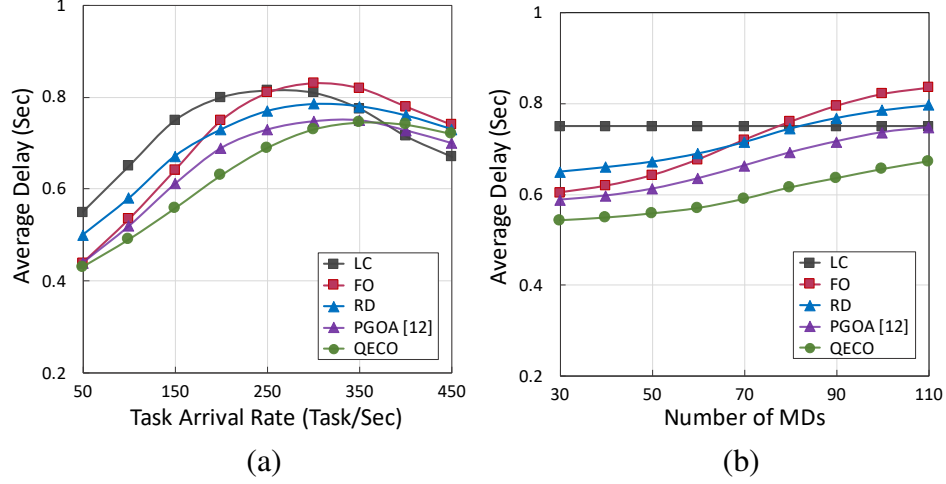 1
0.8
0.6
0.4
0.2
Average Delay (Sec)
LC
FO
RD
PGOA [12]
QECO
50 150 250 350 450
Task Arrival Rate (Task/Sec)
(a)
1
0.8
0.6
0.4
0.2
Average Delay (Sec)
LC
FO
RD
PGOA [12]
QECO
30 50 70 90 110
Number of MDs
(b)